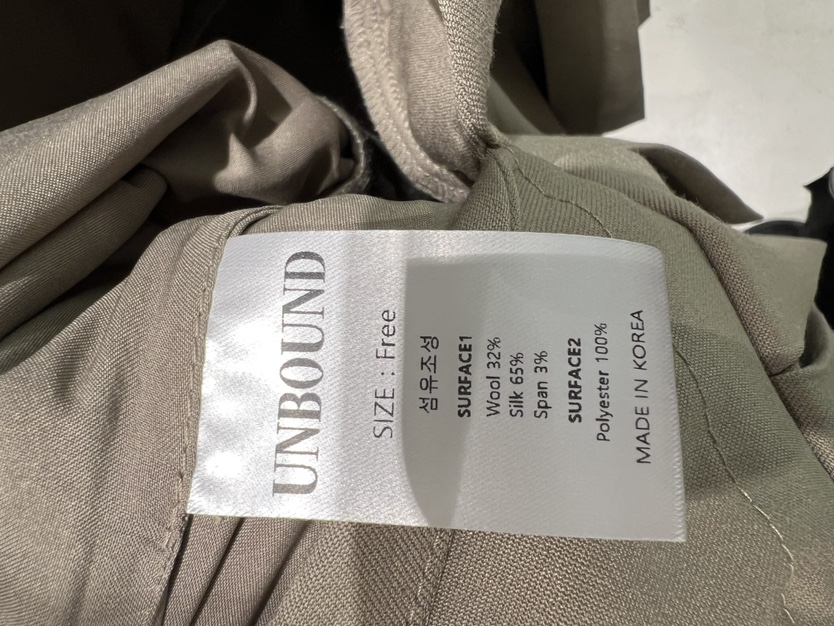 UNBOUND
SIZE : Free
섬유조성
SURFACE1
Wool 32%
Silk 65%
Span 3%
SURFACE2
Polyester 100%
MADE IN KOREA